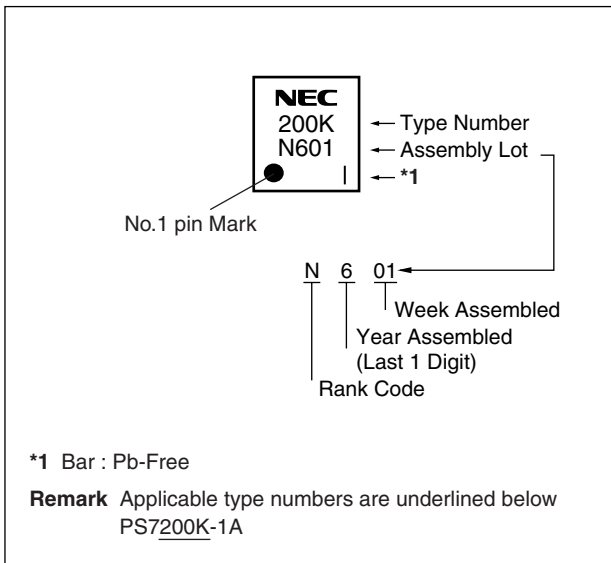 NEC
200K
N601
Type Number
Assembly Lot
*1
No.1 pin Mark
N 6 01
Week Assembled
Year Assembled
(Last 1 Digit)
Rank Code
*1 Bar : Pb-Free
Remark Applicable type numbers are underlined below
PS7200K-1A